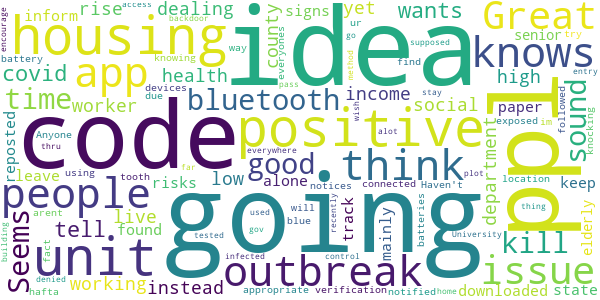 rise dealing
wants
Great
inform
signs
yet
access
backdoor
encourage
housing
idea
county
everyones
knowing
ur
go
supposed
try
battery
covid
app
health
way
find
method
knows
senior
high
entry
time
worker
devices
pass
stay
bluetooth
income
social
paper
exposed
im
followed
sound
knocking
reposted
Anyone
due
wish
code
positive
department
ppl
alot
thru
tooth
everywhere
plot
leave
using
far
good
think
location
thing
people
risks
low
alone
notices
connected
Haven't
keep
arent
live
used
will
recently
track
mainly
batteries
elderly
Seems
tell
found
blue
gov
fact
tested
University
building
unit
going
kill
issue
control
infected
denied
working
instead
outbreak
appropriate
verification
notified
home
downloaded
state
hafta